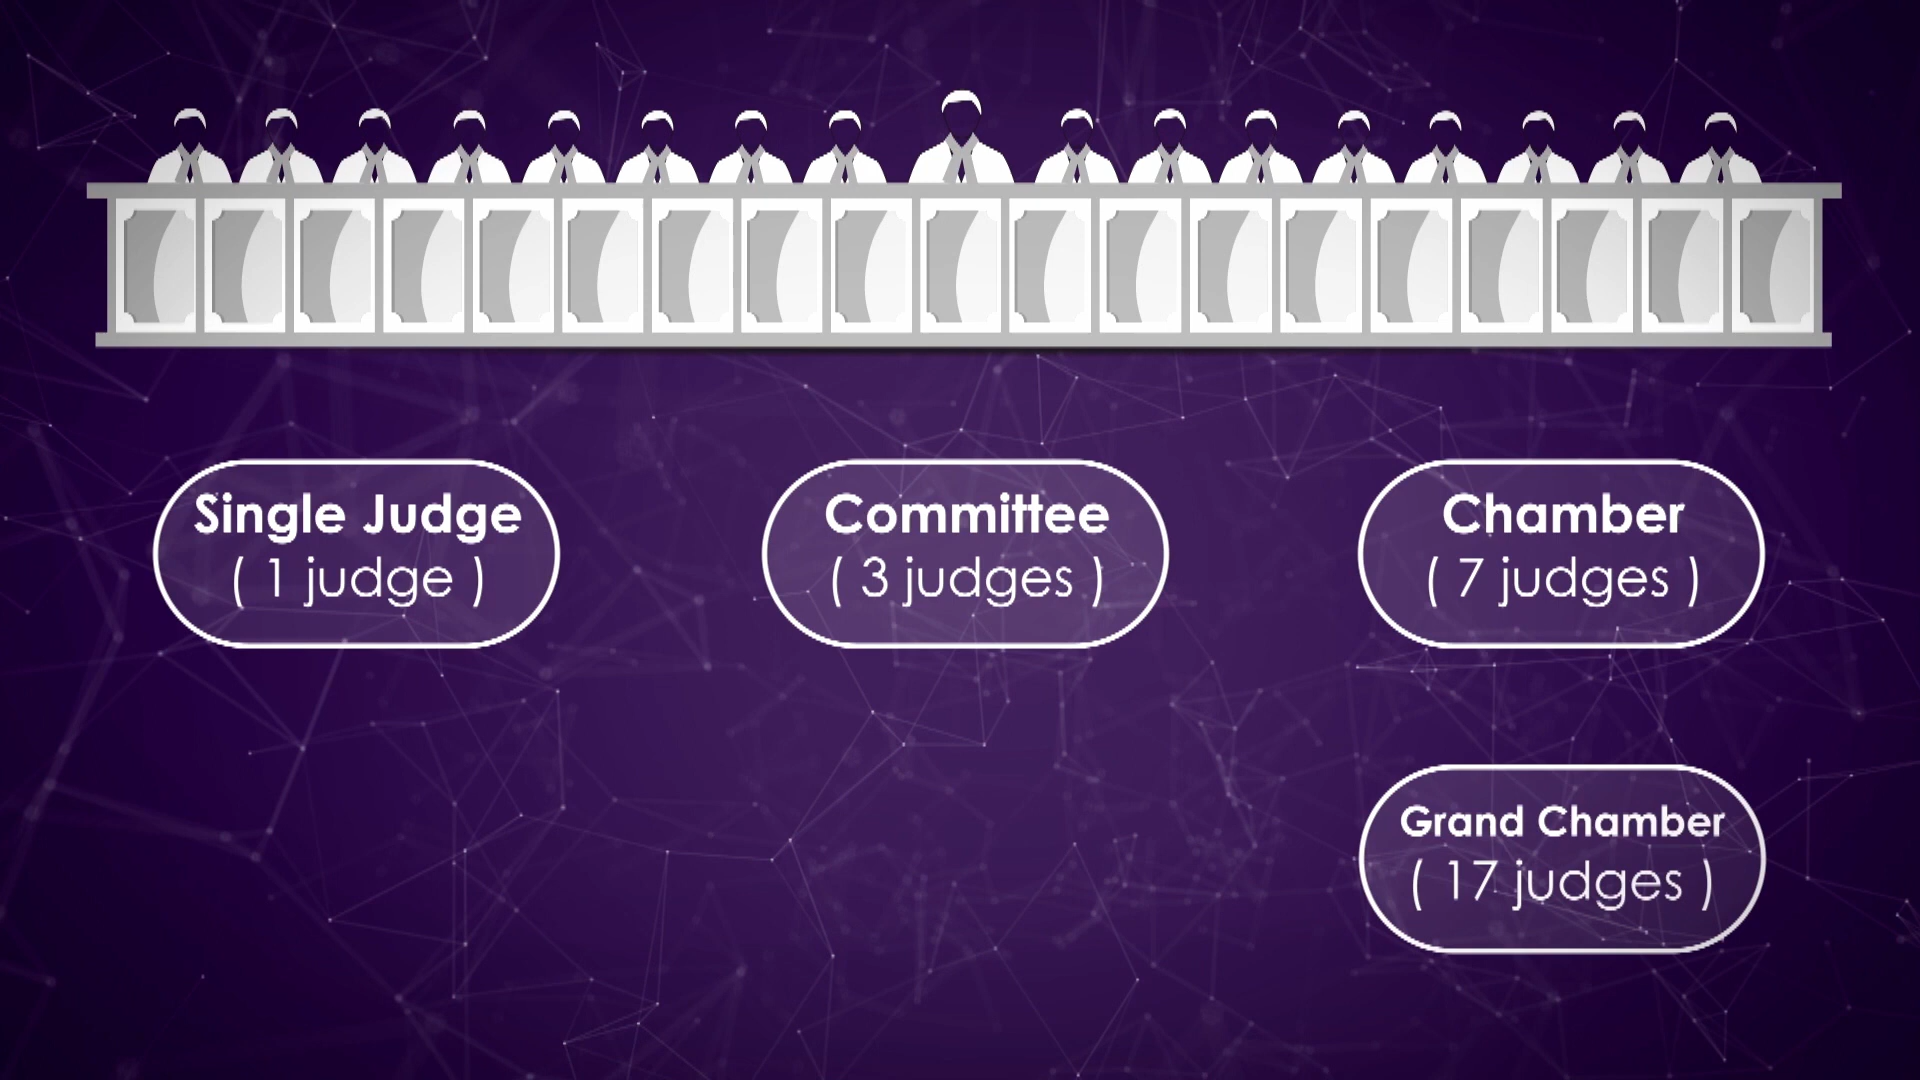 Single Judge
( 1 judge )
Committee
( 3 judges )
Chamber
( 7 judges )
Grand Chamber
( 17 judges )